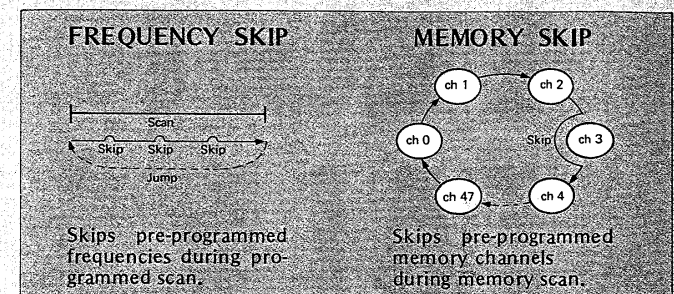 FREQUENCY SKIP
Scan
Skip Skip Skip
Jump
Skips pre-programmed
frequencies during pro-
grammed scan.
MEMORY SKIP
ch 1
ch 2
ch 0
Skip
ch 3
ch 47
ch 4
Skips pre-programmed
memory channels
during memory scan.